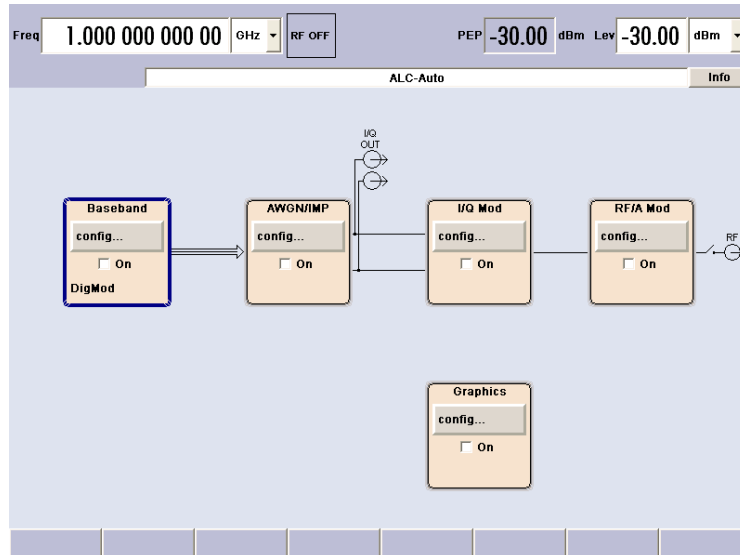 Freq 1.000 000 000 00 GHz RF OFF PEP -30.00 dBm Lev -30.00 dBm
ALC-Auto Info
I/Q
OUT
Baseband AWGN/IMP I/Q Mod RF/A Mod
config... config... config... config...
RF
On On On On
DigMod
Graphics
config...
On